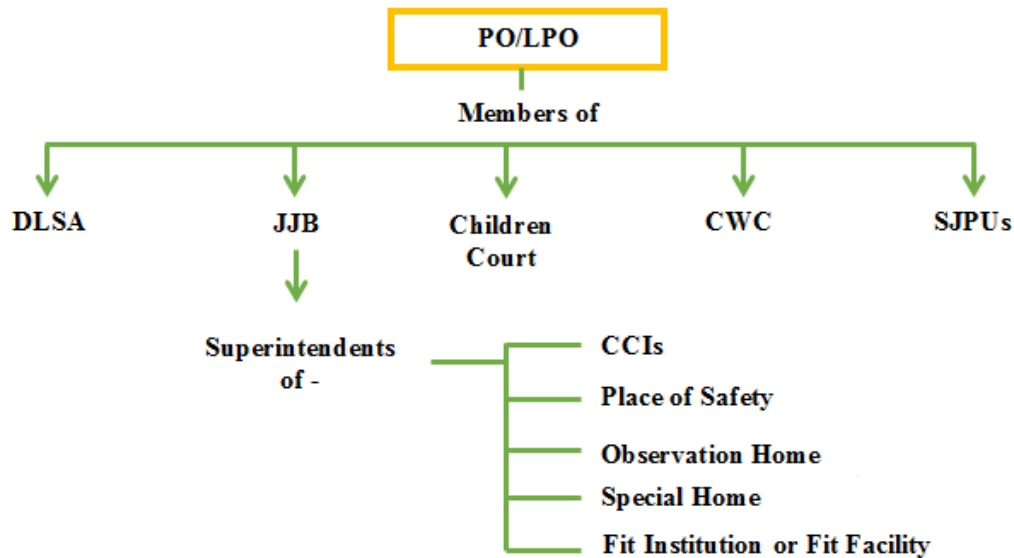 PO/LPO
Members of
DLSA
JJB
Children
Court
CWC
SJPUs
Superintendents
of -
CCIs
Place of Safety
Observation Home
Special Home
Fit Institution or Fit Facility